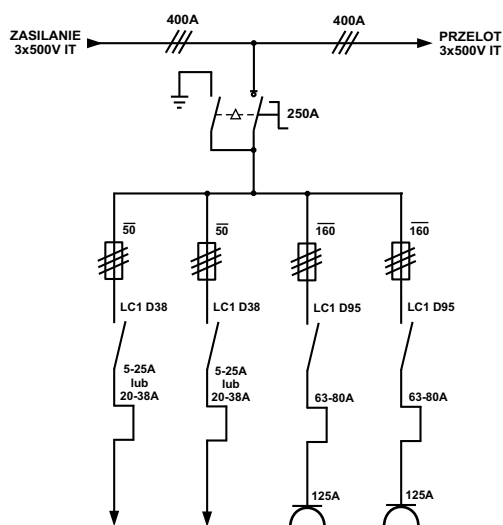 400A 400A
ZASILANIE PRZELOT
3x500V IT 3x500V IT
250A
50 50 160 160
LC1 D38 LC1 D38 LC1 D95 LC1 D95
5-25A 5-25A
lub lub
20-38A 20-38A 63-80A 63-80A
125A 125A